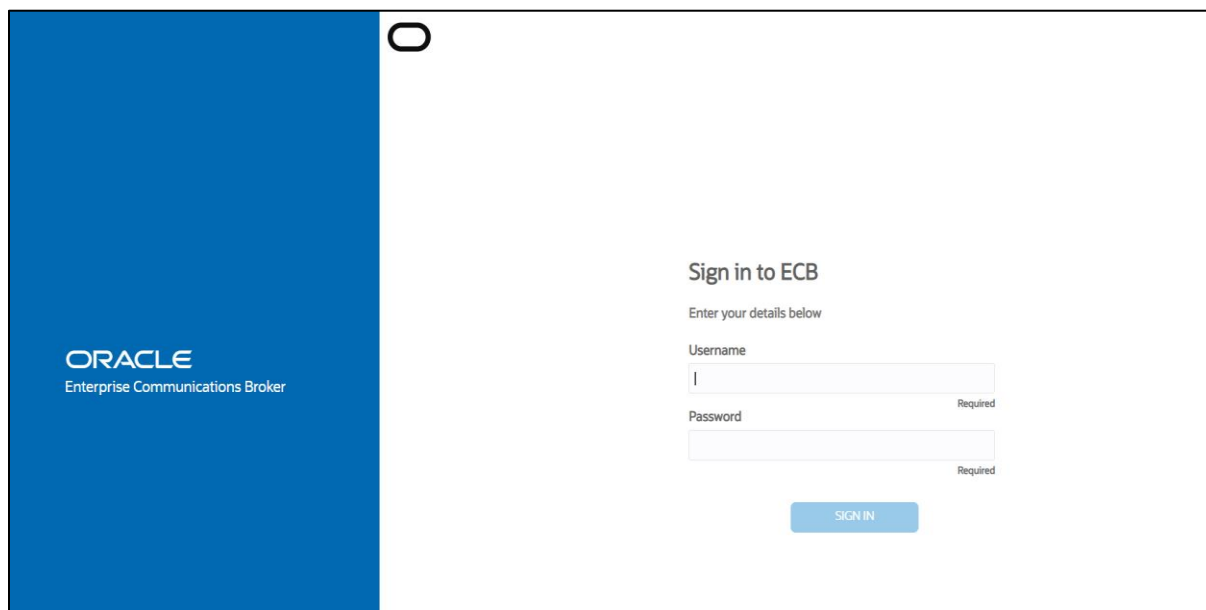 ORACLE
Enterprise Communications Broker
Sign in to ECB
Enter your details below
Username
Required
Password
Required
SIGN IN